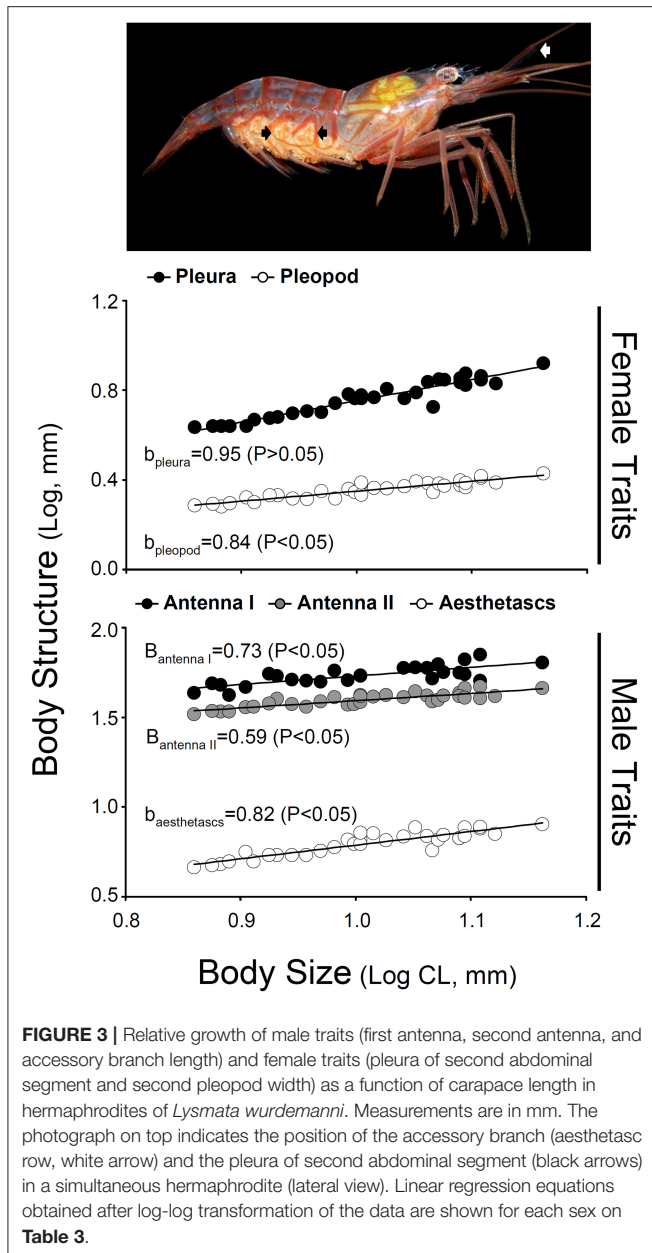 Pleura Pleopod
1.2
0.8
0.4
0.0
b pleura=0.95 (P>0.05)
b pleopod=0.84 (P<0.05)
Female Traits
Antenna I Antenna II Aesthetascs
2.0
1.5
1.0
0.5
B antenna I=0.73 (P<0.05)
B antenna II=0.59 (P<0.05)
b aesthetascs=0.82 (P<0.05)
Male Traits
Body Structure (Log, mm)
0.8 0.9 1.0 1.1 1.2
Body Size (Log CL, mm)
FIGURE 3 | Relative growth of male traits (first antenna, second antenna, and
accessory branch length) and female traits (pleura of second abdominal
segment and second pleopod width) as a function of carapace length in
hermaphrodites of Lysmata wurdemanni. Measurements are in mm. The
photograph on top indicates the position of the accessory branch (aesthetasc
row, white arrow) and the pleura of second abdominal segment (black arrows)
in a simultaneous hermaphrodite (lateral view). Linear regression equations
obtained after log-log transformation of the data are shown for each sex on
Table 3.